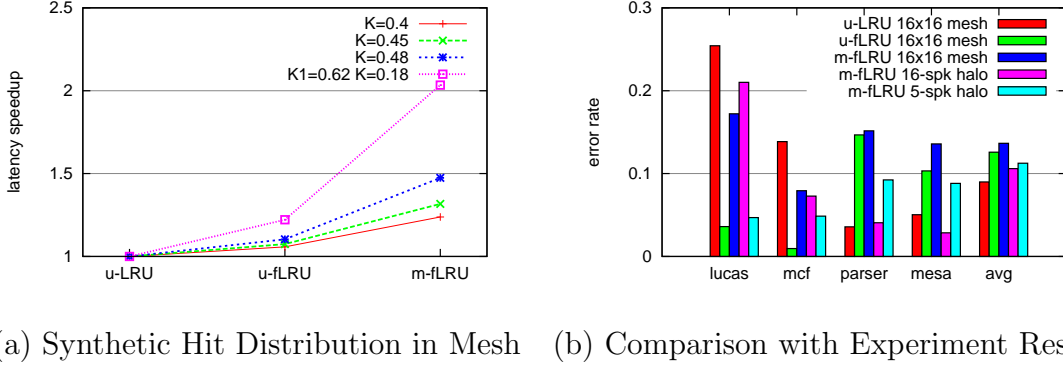 2.5
2
1.5
1
latency speedup
K=0.4
K=0.45
K=0.48
K1=0.62 K=0.18
u-LRU
u-fLRU
m-fLRU
0.3
0.2
0.1
0
error rate
u-LRU 16x16 mesh
u-fLRU 16x16 mesh
m-fLRU 16x16 mesh
m-fLRU 16-spk halo
m-fLRU 5-spk halo
lucas
mcf
parser
mesa
avg
a) Synthetic Hit Distribution in Mesh
(b) Comparison with Experiment Res